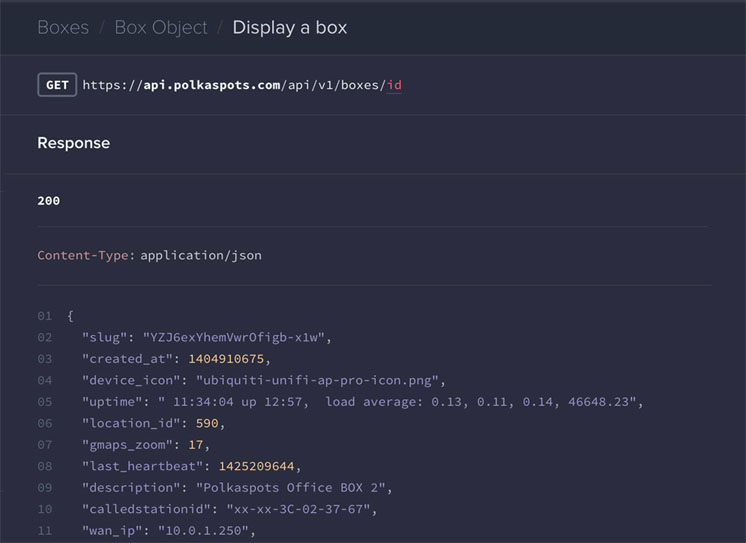 Boxes / Box Object / Display a box
GET https://api.polkaspots.com/api/v1/boxes/id
Response
200
Content-Type: application/json
01 {
02 "slug": "YZJ6exYhemVwrOfigb-x1w",
03 "created_at": 1404910675,
04 "device_icon": "ubiquiti-unifi-ap-pro-icon.png",
05 "uptime": " 11:34:04 up 12:57,  load average: 0.13, 0.11, 0.14, 46648.23",
06 "location_id": 590,
07 "gmaps_zoom": 17,
08 "last_heartbeat": 1425209644,
09 "description": "Polkaspots Office BOX 2",
10 "calledstationid": "xx-xx-3C-02-37-67",
11 "wan_ip": "10.0.1.250",